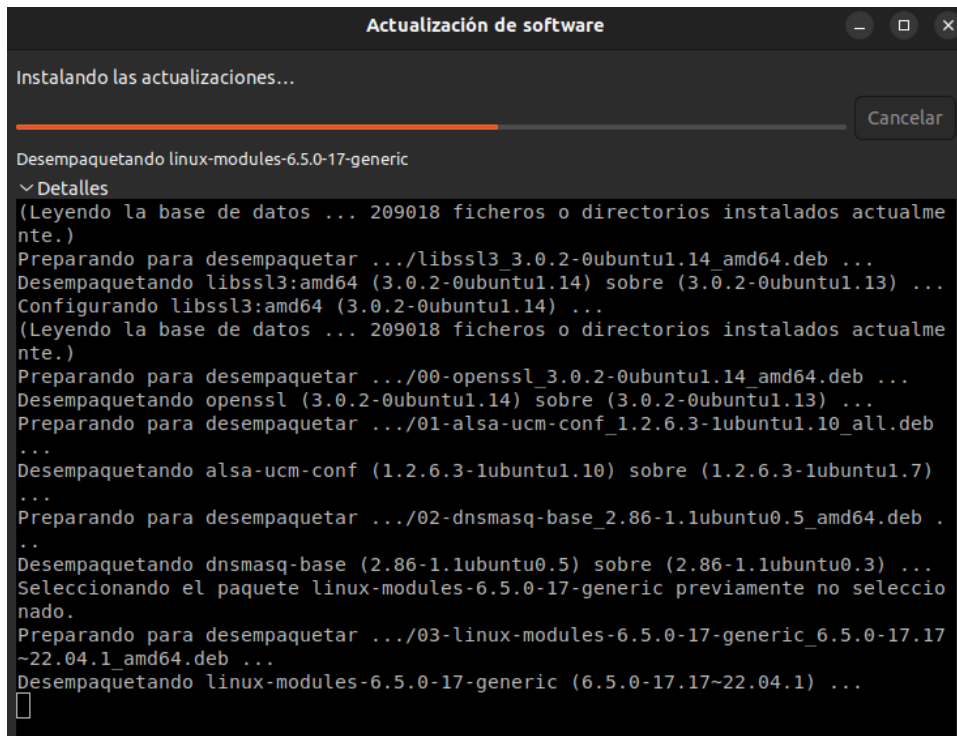 Actualización de software
Instalando las actualizaciones...
Cancelar
Desempaquetando linux-modules-6.5.0-17-generic
Detalles
(Leyendo la base de datos ... 209018 ficheros o directorios instalados actualme
nte.)
Preparando para desempaquetar .../libssl3_3.0.2-0ubuntu1.14_amd64.deb ...
Desempaquetando libssl3:amd64 (3.0.2-0ubuntu1.14) sobre (3.0.2-0ubuntu1.13) ...
Configurando libssl3:amd64 (3.0.2-0ubuntu1.14) ...
(Leyendo la base de datos ... 209018 ficheros o directorios instalados actualme
nte.)
Preparando para desempaquetar .../00-openssl_3.0.2-0ubuntu1.14_amd64.deb ...
Desempaquetando openssl (3.0.2-0ubuntu1.14) sobre (3.0.2-0ubuntu1.13) ...
Preparando para desempaquetar .../01-alsa-ucm-conf_1.2.6.3-1ubuntu1.10_all.deb
...
Desempaquetando alsa-ucm-conf (1.2.6.3-1ubuntu1.10) sobre (1.2.6.3-1ubuntu1.7)
...
Preparando para desempaquetar .../02-dnsmasq-base_2.86-1.1ubuntu0.5_amd64.deb .
..
Desempaquetando dnsmasq-base (2.86-1.1ubuntu0.5) sobre (2.86-1.1ubuntu0.3) ...
Seleccionando el paquete linux-modules-6.5.0-17-generic previamente no seleccio
nado.
Preparando para desempaquetar .../03-linux-modules-6.5.0-17-generic_6.5.0-17.17
~22.04.1_amd64.deb ...
Desempaquetando linux-modules-6.5.0-17-generic (6.5.0-17.17~22.04.1) ...